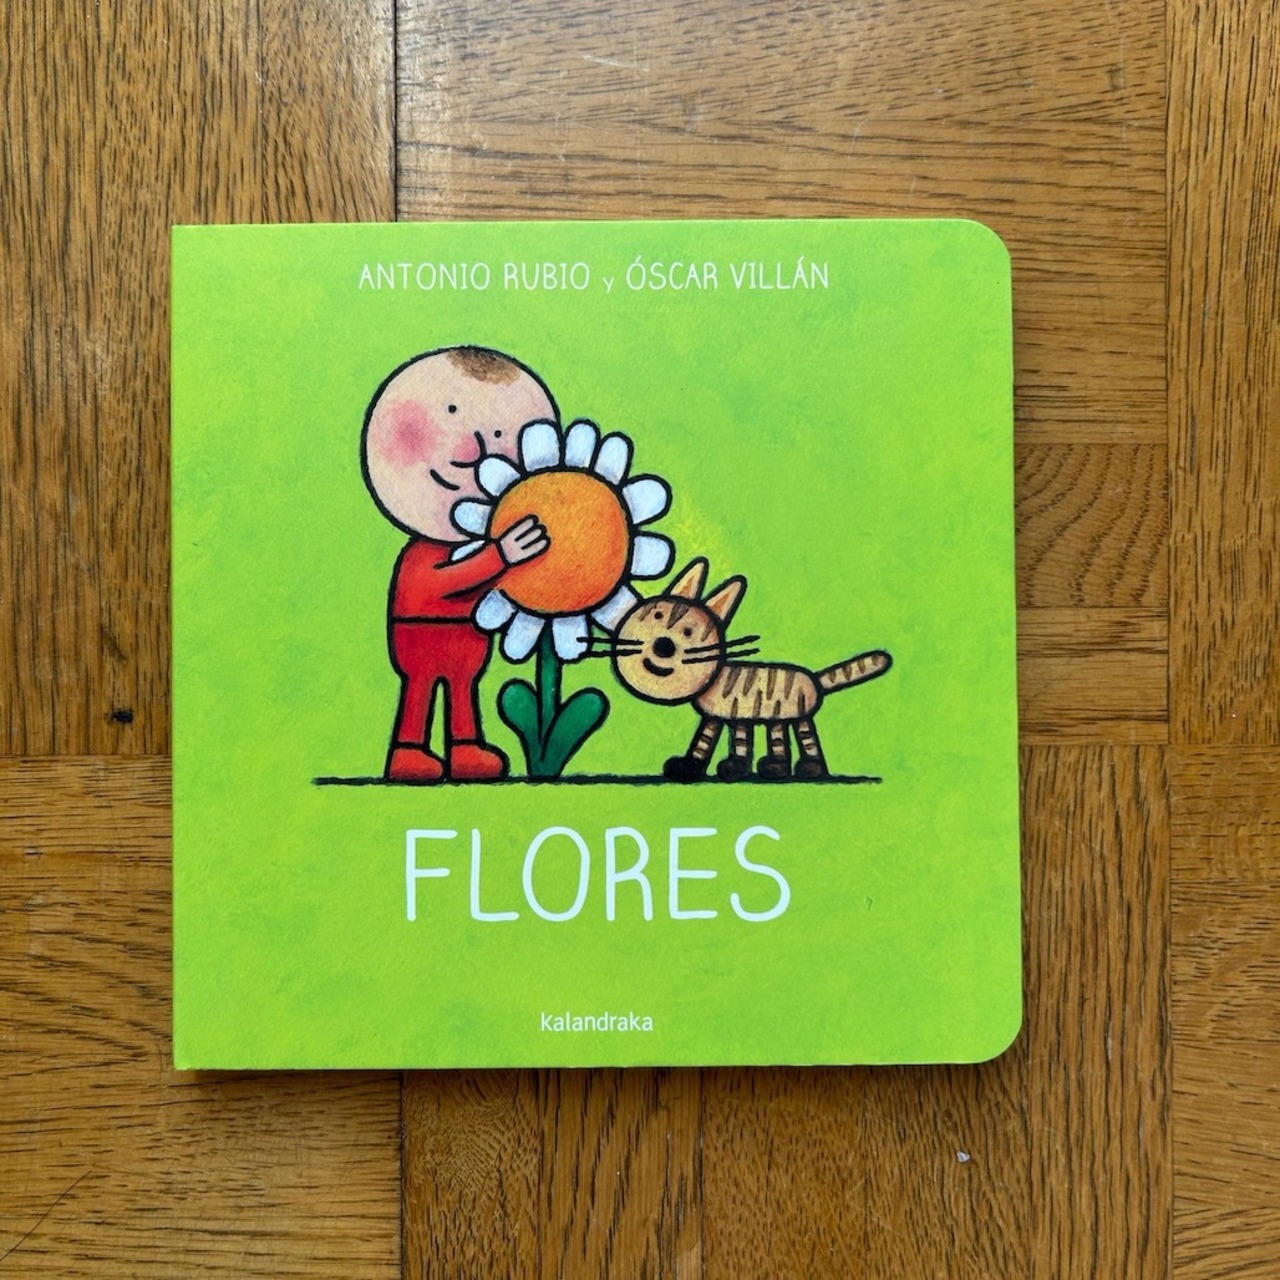 ANTONIO RUBIO y ÓSCAR VILLÁN
FLORES
Kalandraka